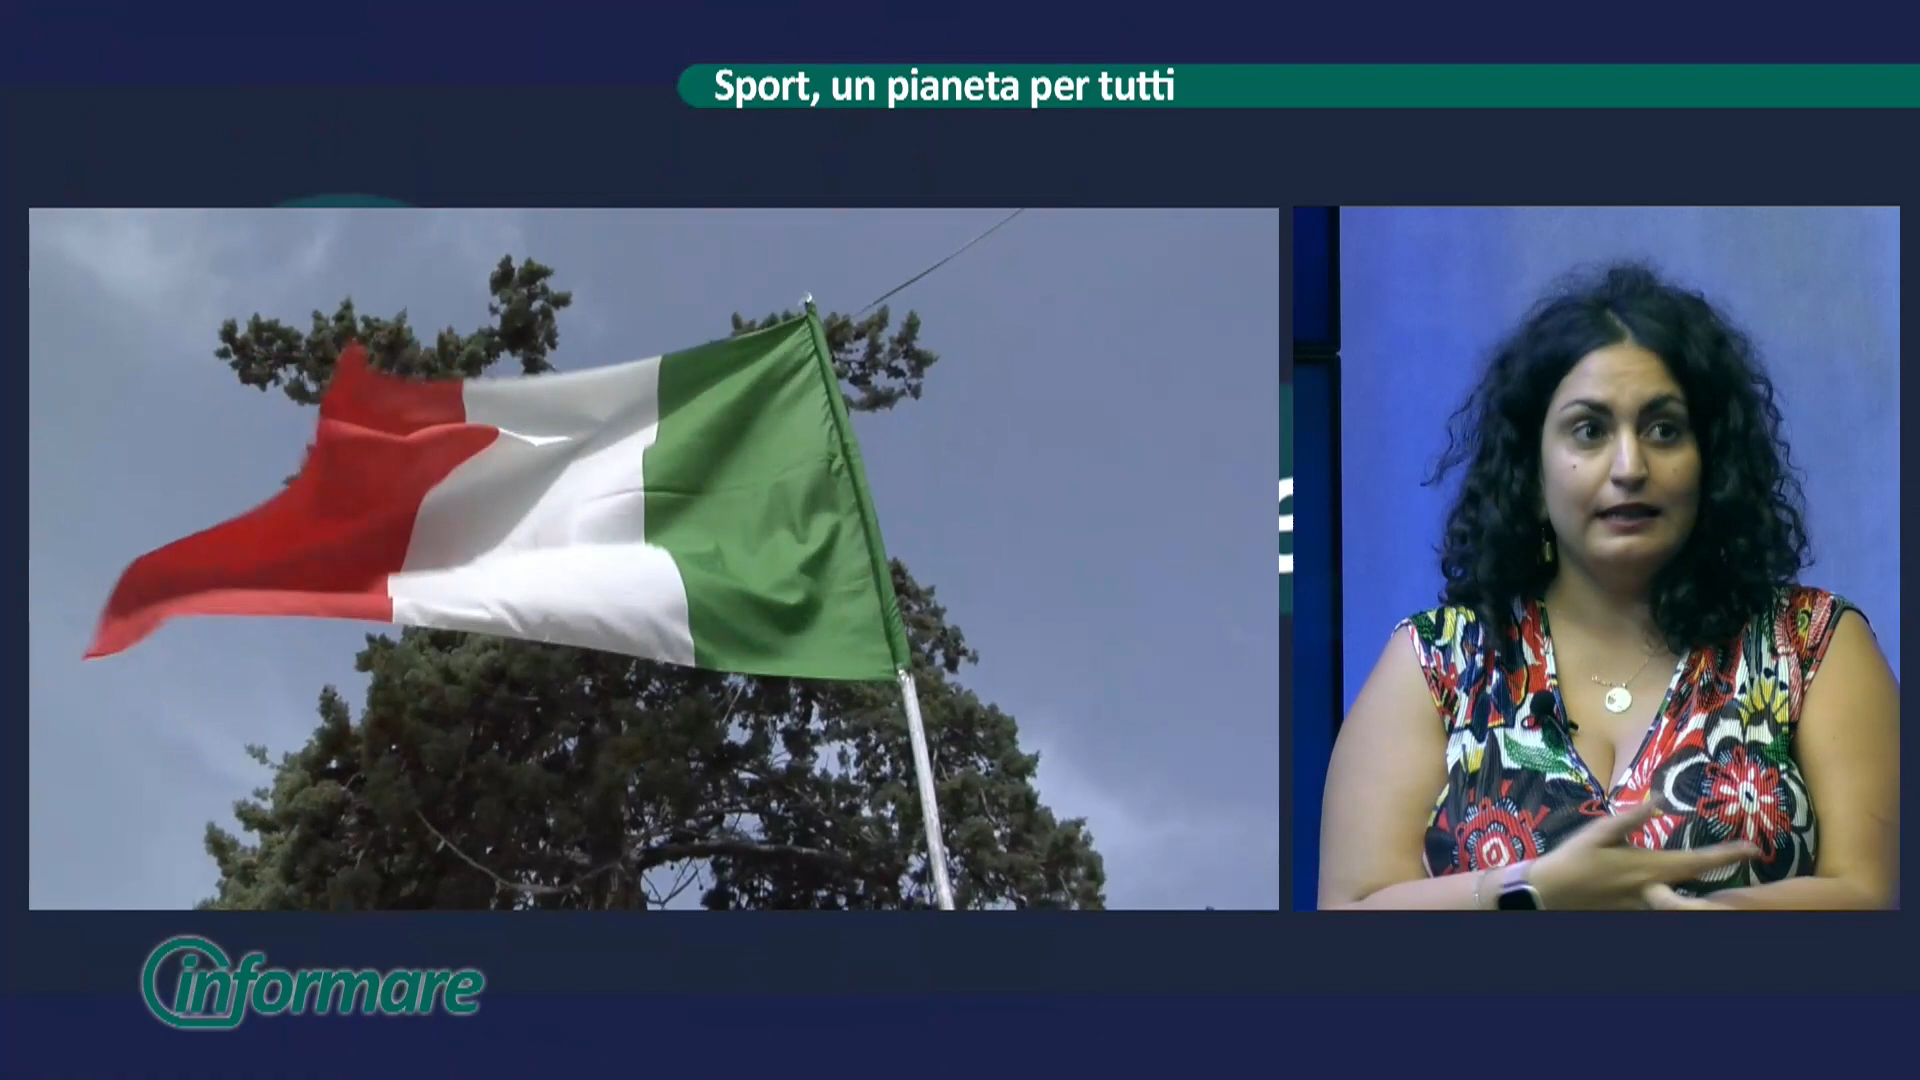 Sport, un pianeta per tutti
informare